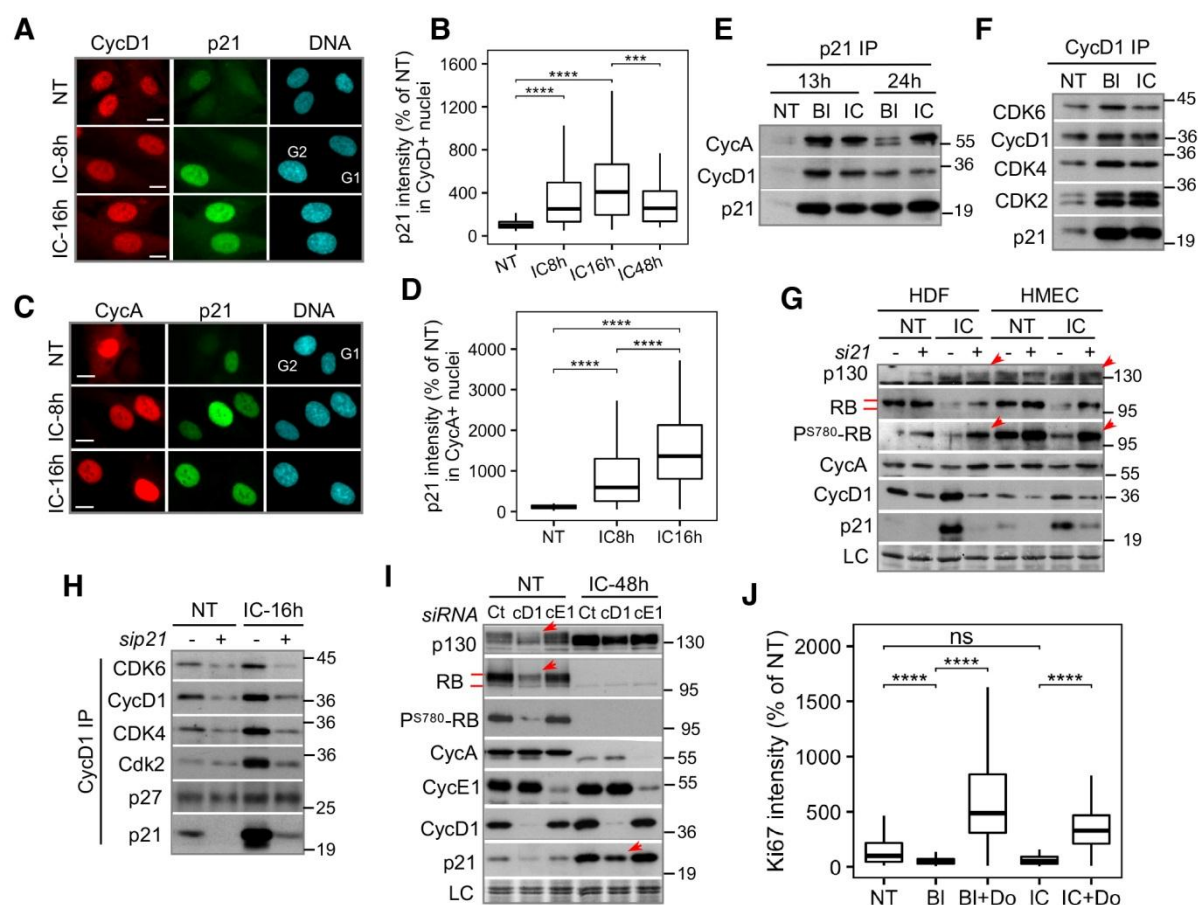 A
CycD1 p21 DNA
NT
IC-8h
G2
G1
IC-16h
B
p21 intensity (% of NT)
in CycD+ nuclei
1600
1200
800
400
0
****
****
***
NT IC8h IC16h IC48h
C
CycA p21 DNA
NT
G2
G1
IC-8h
IC-16h
D
p21 intensity (% of NT)
in CycA+ nuclei
4000
3000
2000
1000
0
****
****
****
NT IC8h IC16h
E
p21 IP
13h 24h
NT BI IC BI IC
CycA 55
CycD1 36
p21 19
F
CycD1 IP
NT BI IC
45
CDK6
CycD1 36
36
CDK4
CDK2 36
p21 19
G
HDF HMEC
NT IC NT IC
si21 - + - + - + - +
p130 130
RB 95
PS780-RB 95
CycA 55
CycD1 36
p21 19
LC
H
NT IC-16h
sip21 - + - +
CycD1 IP
CDK6 45
CycD1 36
CDK4 36
Cdk2 36
p27 25
p21 19
I
NT IC-48h
siRNA Ct cD1 cE1 Ct cD1 cE1
p130 130
RB 95
PS780-RB 95
CycA 55
CycE1 55
CycD1 36
p21 19
LC
J
Ki67 intensity (% of NT)
2000
1500
1000
500
0
ns
****
****
****
NT BI BI+Do IC IC+Do